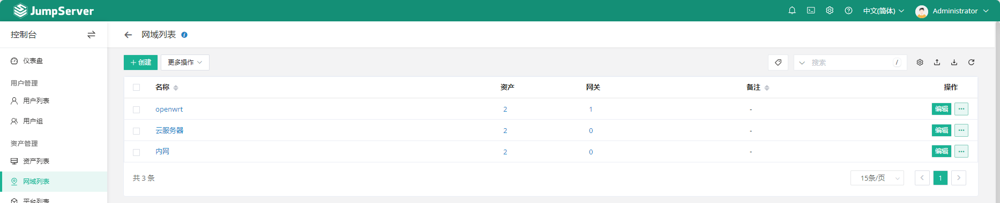 JumpServer
中文(简体)
Administrator
控制台
网域列表
仪表盘
用户管理
用户列表
用户组
资产管理
资产列表
网域列表
平台列表
创建
更多操作
搜索
/
名称 资产 网关 备注 操作
openwrt 2 1 - 编辑 ...
云服务器 2 0 - 编辑 ...
内网 2 0 - 编辑 ...
共 3 条
15条/页
1